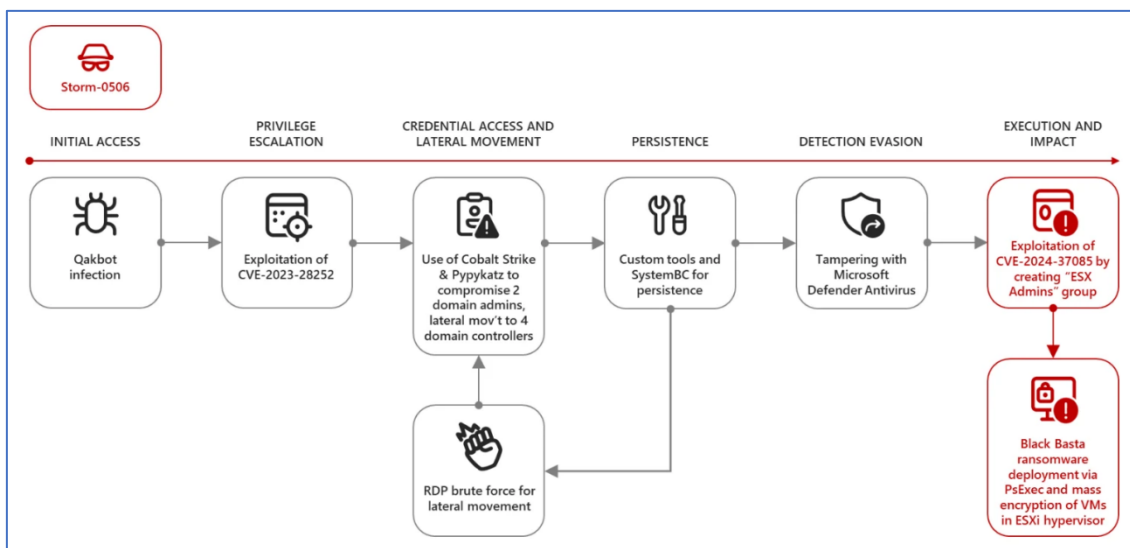 Storm-0506
INITIAL ACCESS
PRIVILEGE
ESCALATION
CREDENTIAL ACCESS AND
LATERAL MOVEMENT
PERSISTENCE
DETECTION EVASION
EXECUTION AND
IMPACT
Qakbot
infection
Exploitation of
CVE-2023-28252
Use of Cobalt Strike
& Pypykatz to
compromise 2
domain admins,
lateral mov't to 4
domain controllers
Custom tools and
SystemBC for
persistence
Tampering with
Microsoft
Defender Antivirus
Exploitation of
CVE-2024-37085 by
creating "ESX
Admins" group
RDP brute force for
lateral movement
Black Basta
ransomware
deployment via
PsExec and mass
encryption of VMs
in ESXi hypervisor